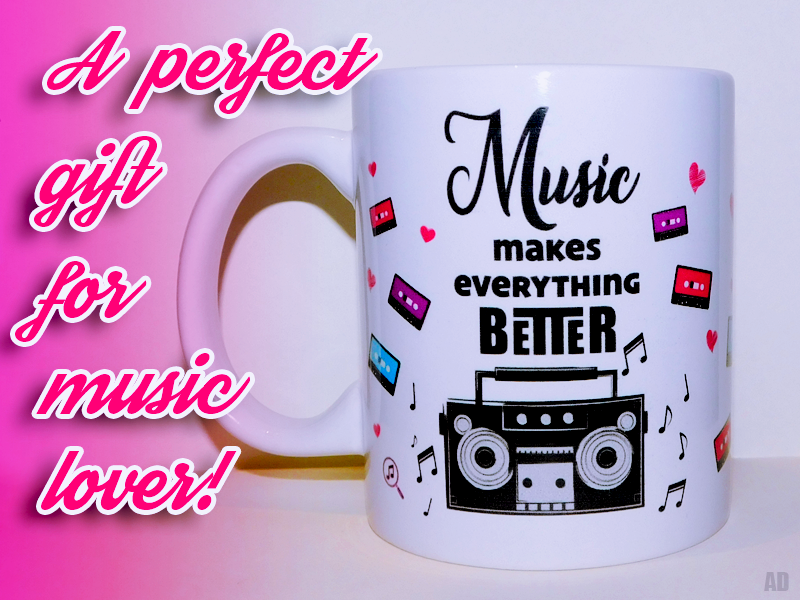 A perfect
gift
for
music
lover!
Music
makes
everything
BETTER
AD